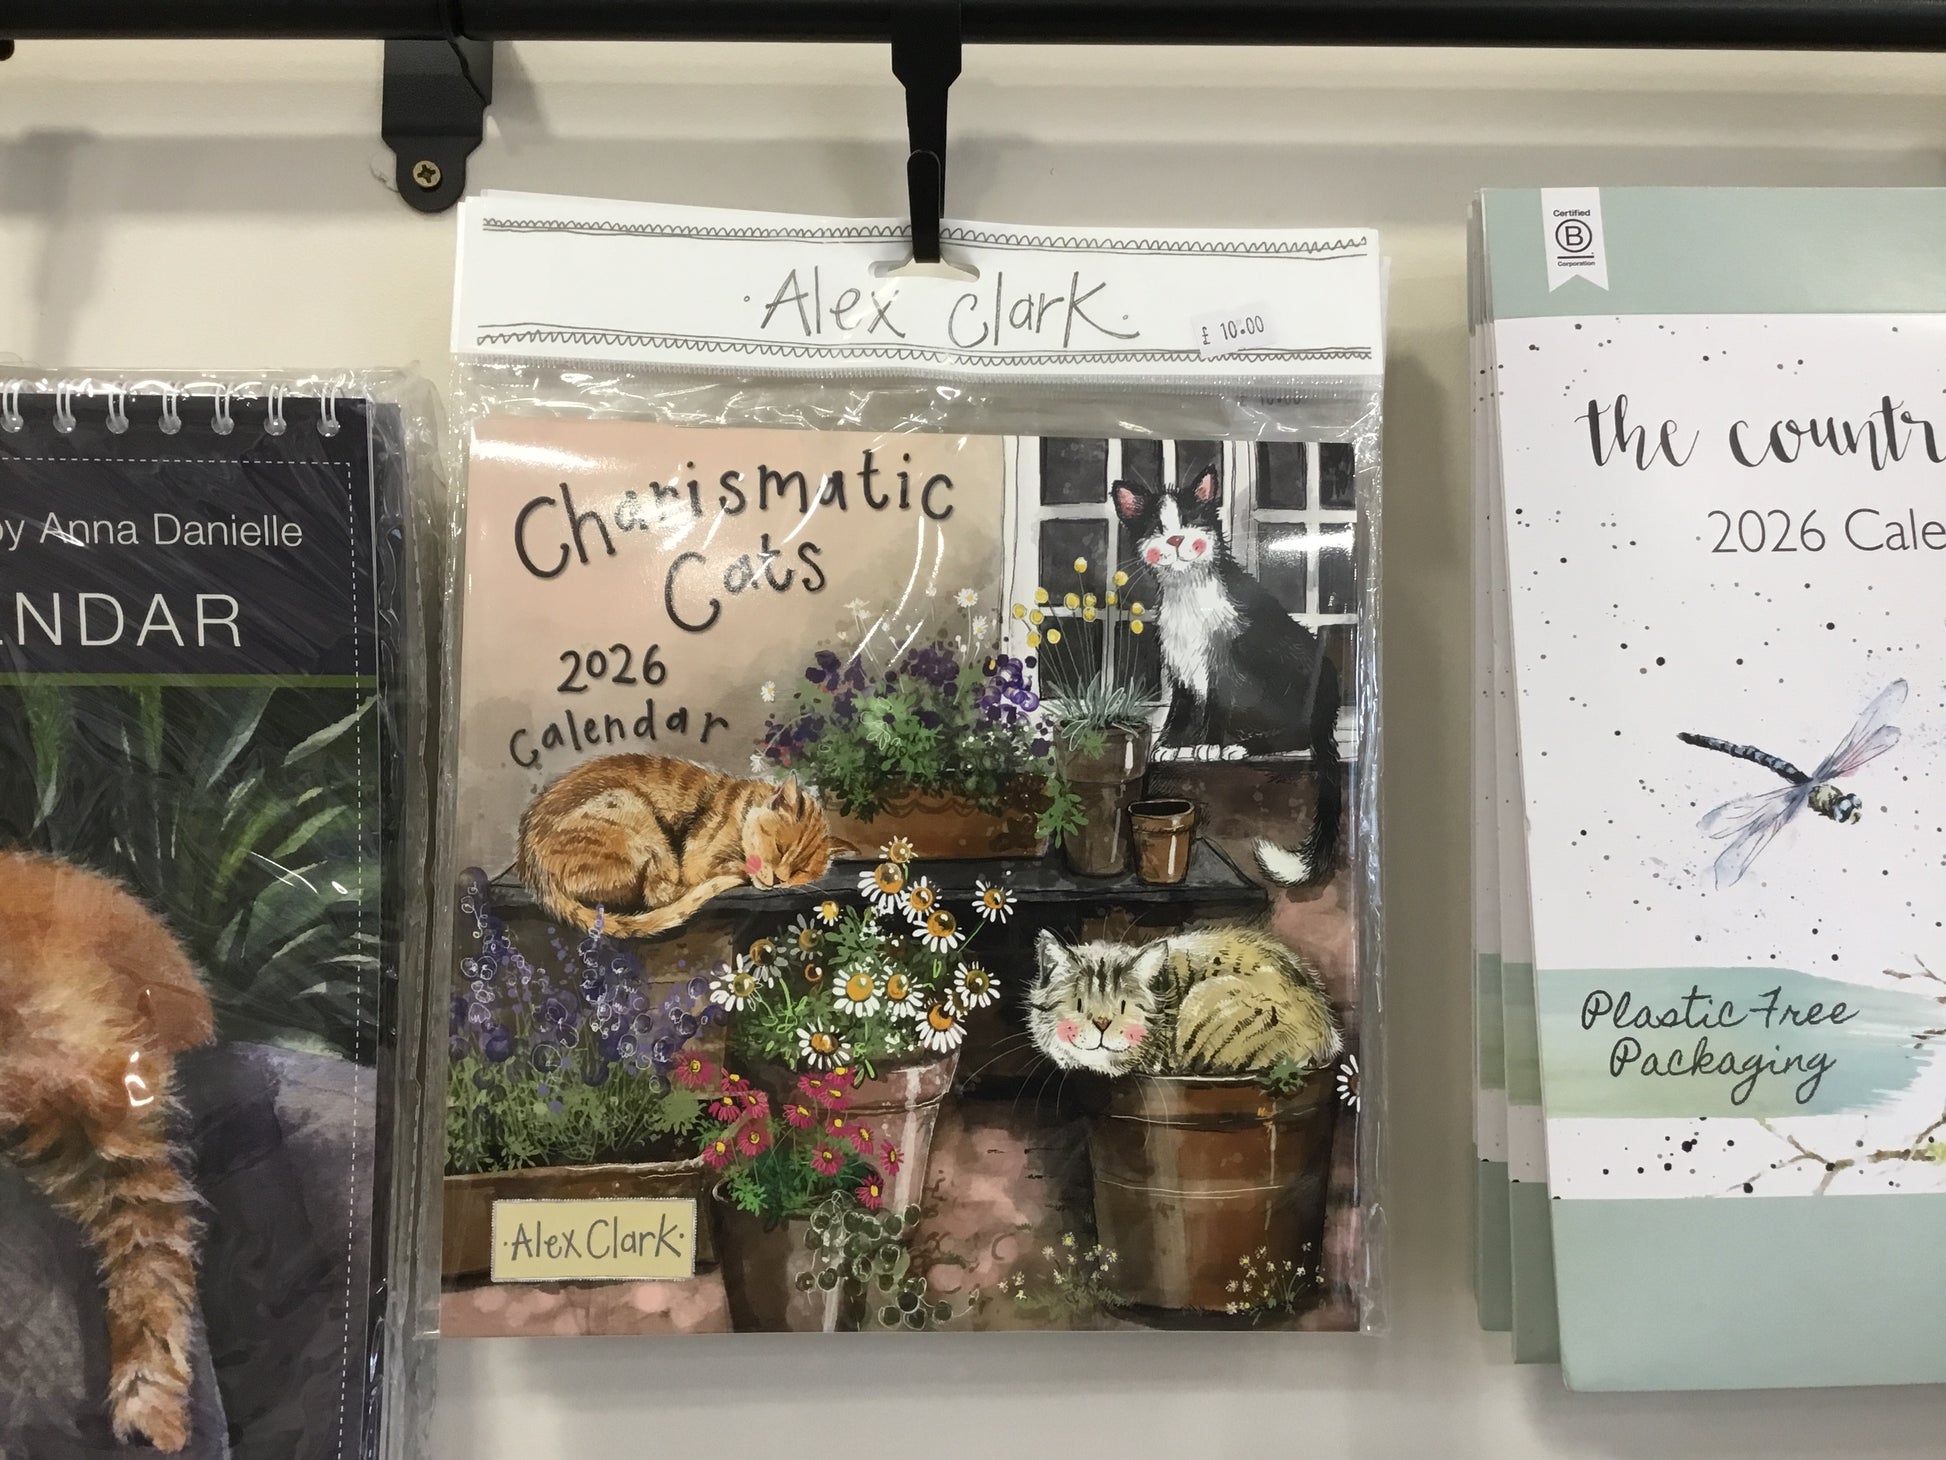 by Anna Danielle
NDAR
·Alex Clark·
£ 10.00
Charismatic
Cats
2026
Calendar
·Alex Clark·
Certified
B
Corporation
the countr
2026 Cale
Plastic Free
Packaging